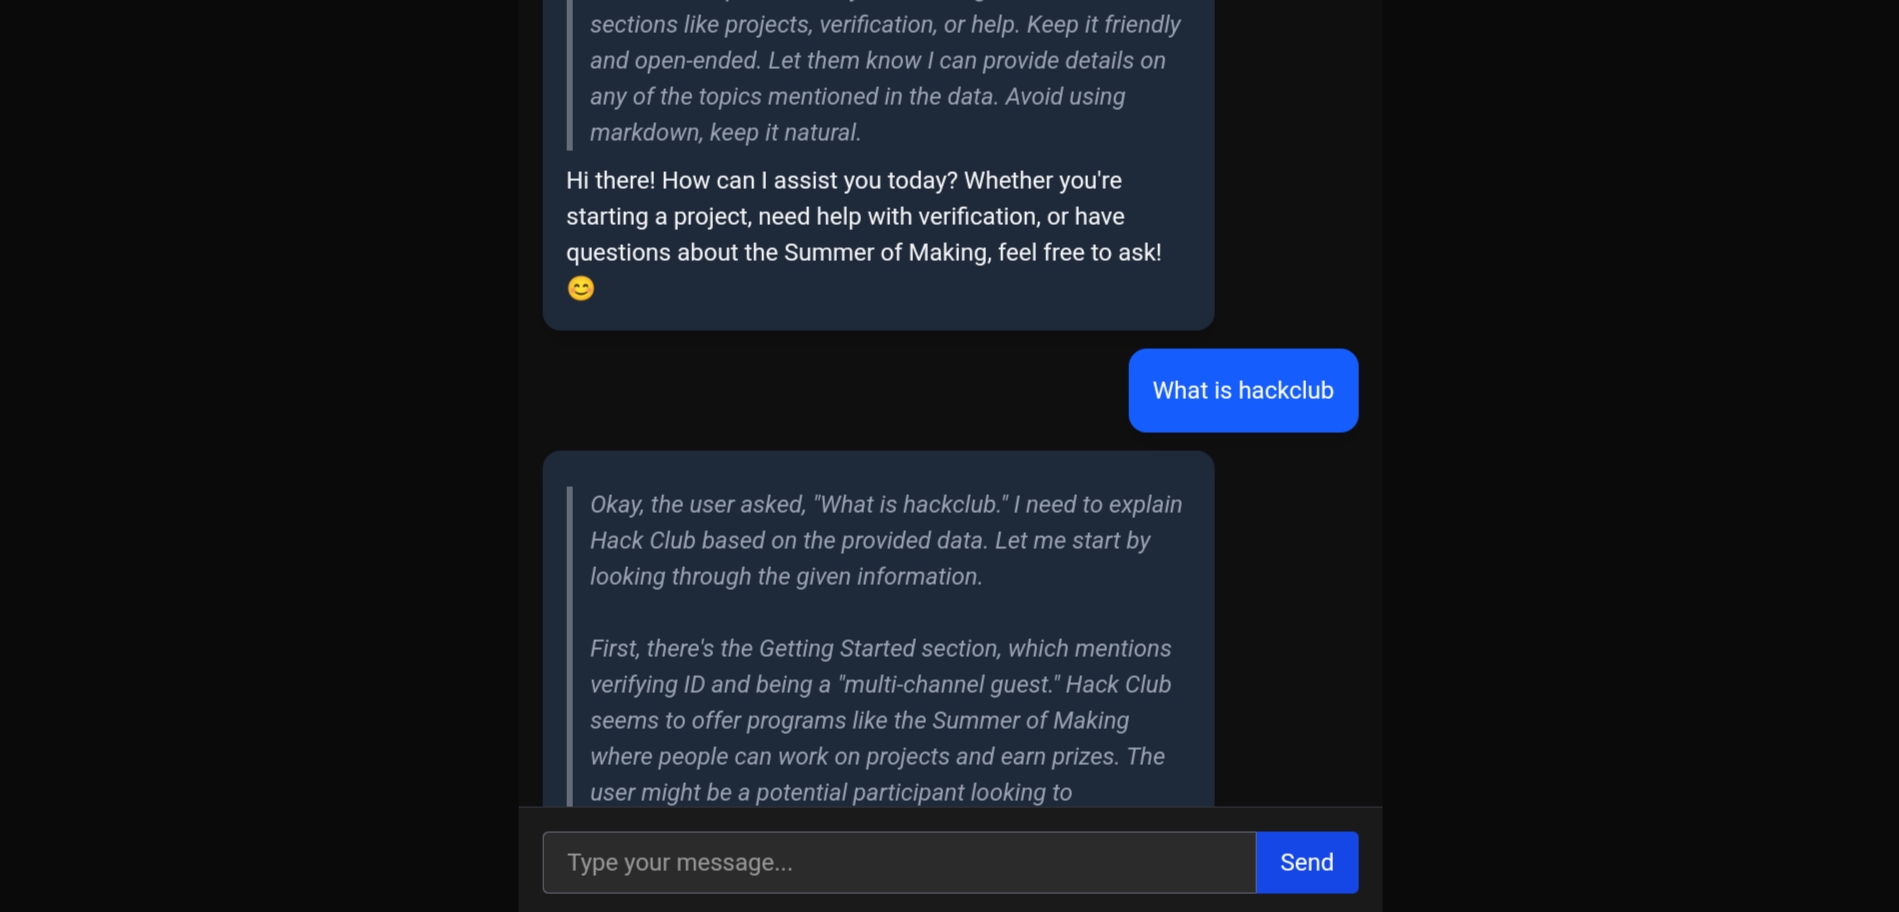 sections like projects, verification, or help. Keep it friendly
and open-ended. Let them know I can provide details on
any of the topics mentioned in the data. Avoid using
markdown, keep it natural.
Hi there! How can I assist you today? Whether you're
starting a project, need help with verification, or have
questions about the Summer of Making, feel free to ask!
😊
What is hackclub
Okay, the user asked, "What is hackclub." I need to explain
Hack Club based on the provided data. Let me start by
looking through the given information.
First, there's the Getting Started section, which mentions
verifying ID and being a "multi-channel guest." Hack Club
seems to offer programs like the Summer of Making
where people can work on projects and earn prizes. The
user might be a potential participant looking to
Type your message...
Send